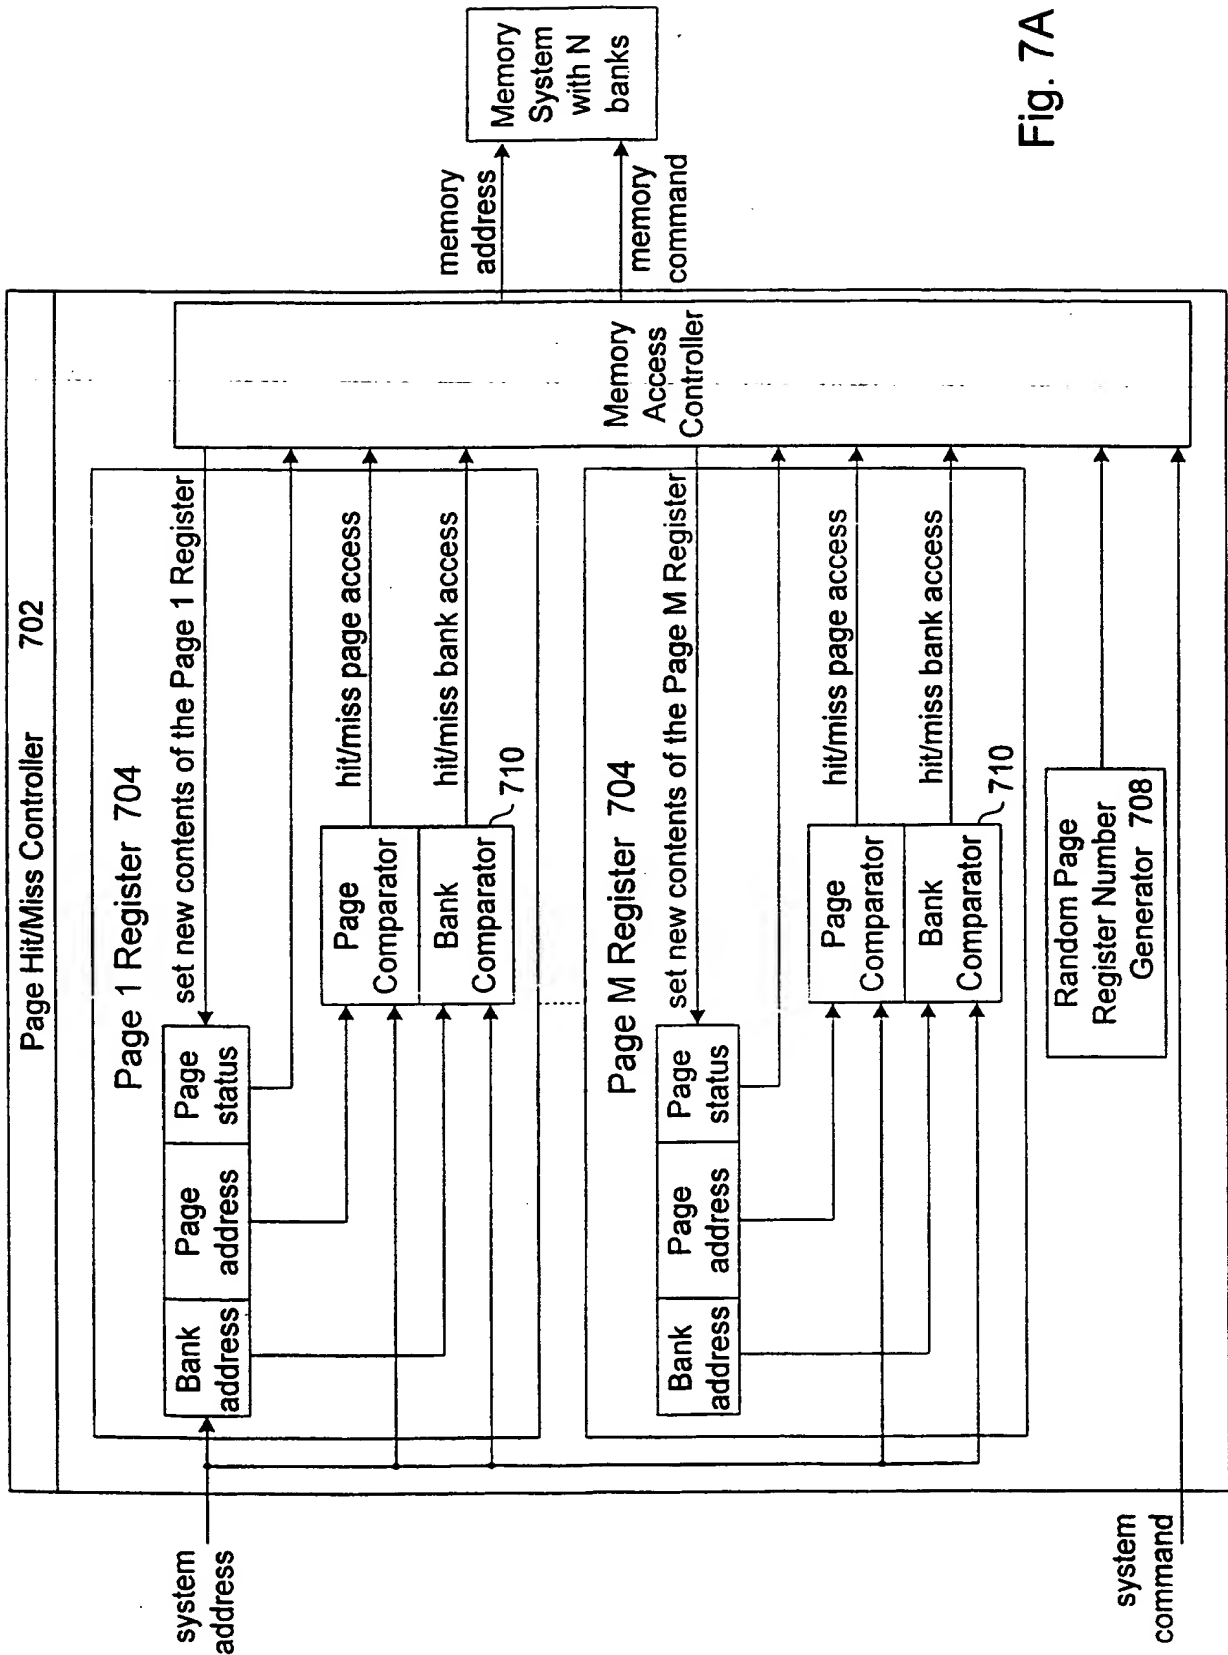 Page Hit/Miss Controller 702
system
address
Page 1 Register 704
set new contents of the Page 1 Register
Bank
address
Page
address
Page
status
Page
Comparator
Bank
Comparator
710
hit/miss page access
hit/miss bank access
Page M Register 704
set new contents of the Page M Register
Bank
address
Page
address
Page
status
Page
Comparator
Bank
Comparator
710
hit/miss page access
hit/miss bank access
Random Page
Register Number
Generator 708
system
command
Memory
Access
Controller
memory
address
memory
command
Memory
System
with N
banks
Fig. 7A